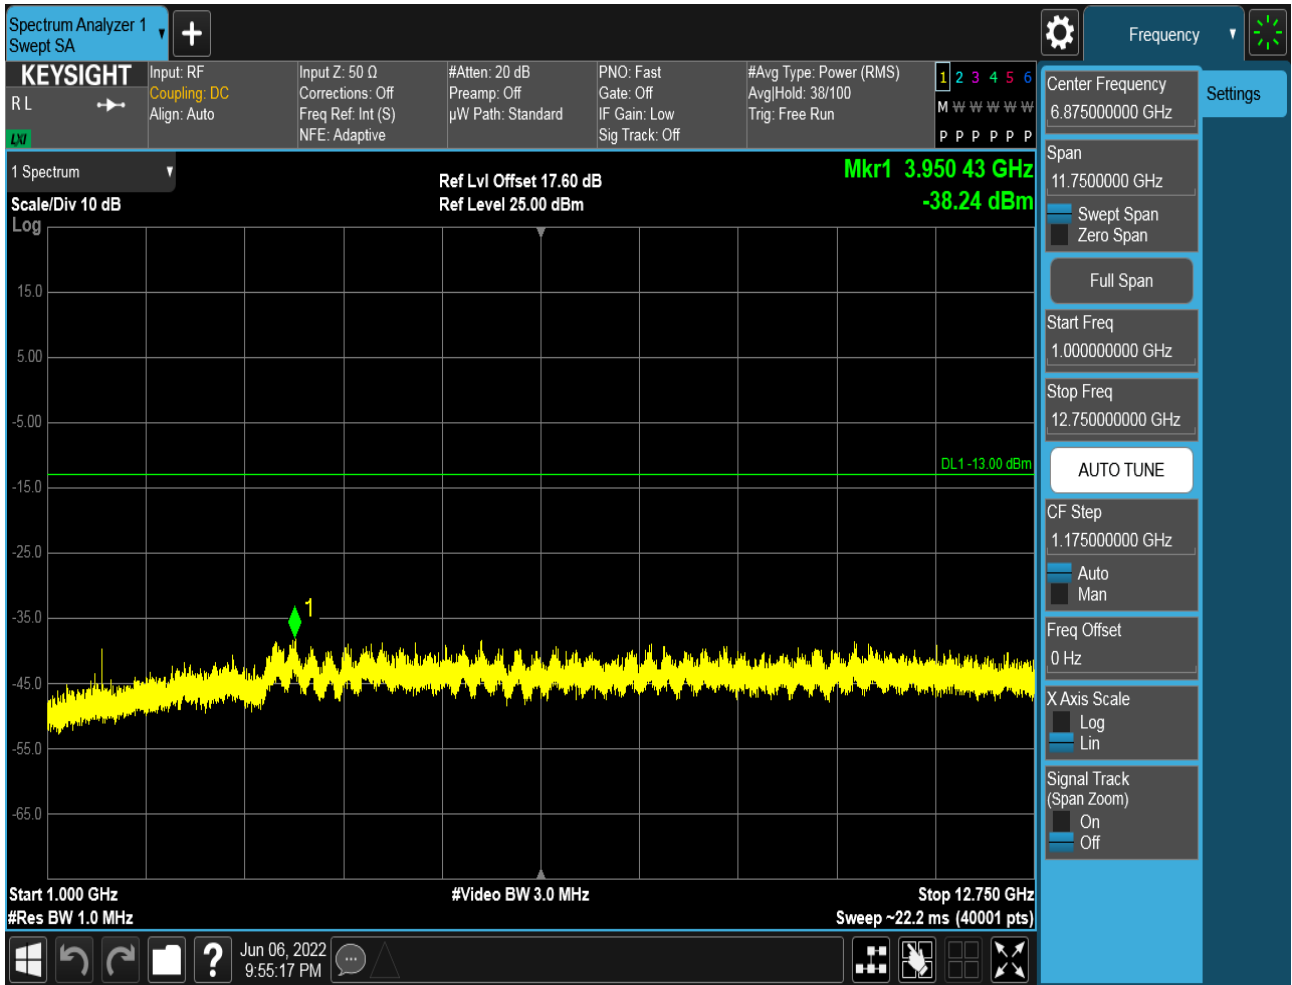 Spectrum Analyzer 1
Swept SA
Frequency
KEYSIGHT
R L
LXI
Input: RF
Coupling: DC
Align: Auto
Input Z: 50 Ω
Corrections: Off
Freq Ref: Int (S)
NFE: Adaptive
#Atten: 20 dB
Preamp: Off
µW Path: Standard
PNO: Fast
Gate: Off
IF Gain: Low
Sig Track: Off
#Avg Type: Power (RMS)
Avg|Hold: 38/100
Trig: Free Run
1 2 3 4 5 6
M W W W W W
P P P P P P
1 Spectrum
Scale/Div 10 dB
Log
Ref Lvl Offset 17.60 dB
Ref Level 25.00 dBm
Mkr1 3.950 43 GHz
-38.24 dBm
15.0
5.00
-5.00
DL1 -13.00 dBm
-15.0
-25.0
-35.0
1
-45.0
-55.0
-65.0
Start 1.000 GHz
#Res BW 1.0 MHz
#Video BW 3.0 MHz
Stop 12.750 GHz
Sweep ~22.2 ms (40001 pts)
Center Frequency
6.875000000 GHz
Settings
Span
11.7500000 GHz
Swept Span
Zero Span
Full Span
Start Freq
1.000000000 GHz
Stop Freq
12.750000000 GHz
AUTO TUNE
CF Step
1.175000000 GHz
Auto
Man
Freq Offset
0 Hz
X Axis Scale
Log
Lin
Signal Track
(Span Zoom)
On
Off
?
Jun 06, 2022
9:55:17 PM